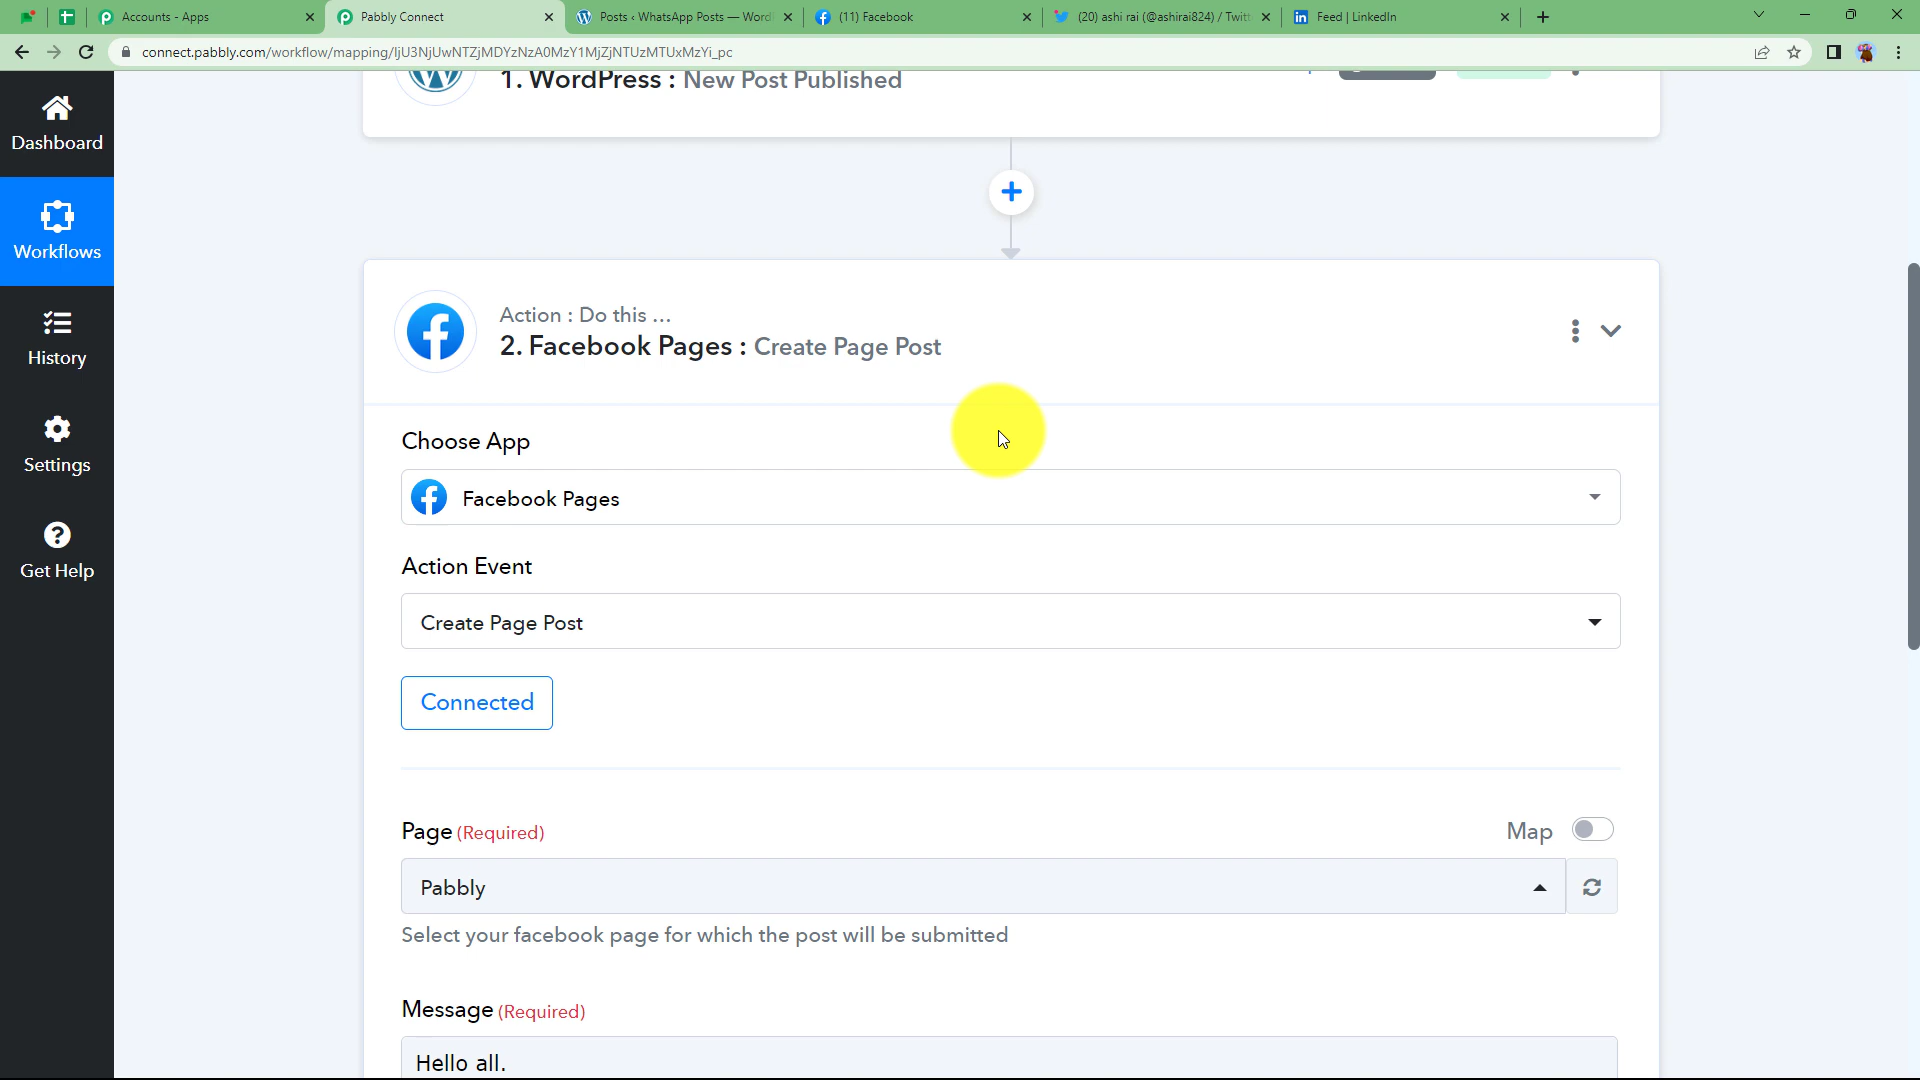 Accounts - Apps
Pabbly Connect
Posts ‹ WhatsApp Posts — Word
(11) Facebook
(20) ashi rai (@ashirai824) / Twitt
Feed | LinkedIn
connect.pabbly.com/workflow/mapping/IjU3NjUwNTZjMDYzNzA0MzY1MjZjNTUzMTUxMzYi_pc
Dashboard
Workflows
History
Settings
Get Help
1. WordPress : New Post Published
Action : Do this ...
2. Facebook Pages : Create Page Post
Choose App
Facebook Pages
Action Event
Create Page Post
Connected
Page (Required)
Map
Pabbly
Select your facebook page for which the post will be submitted
Message (Required)
Hello all.